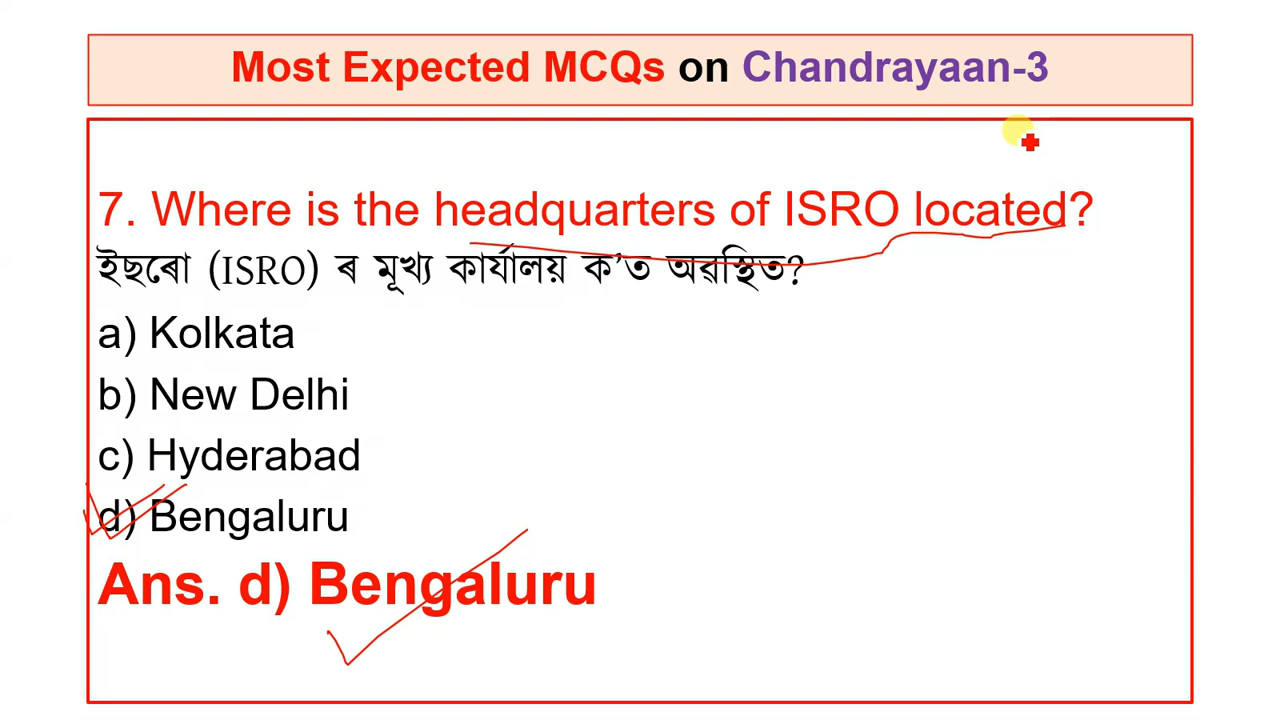 Most Expected MCQs on Chandrayaan-3
7. Where is the headquarters of ISRO located?
ইছৰো (ISRO) ৰ মূখ্য কাৰ্যালয় ক’ত অৱস্থিত?
a) Kolkata
b) New Delhi
c) Hyderabad
d) Bengaluru
Ans. d) Bengaluru